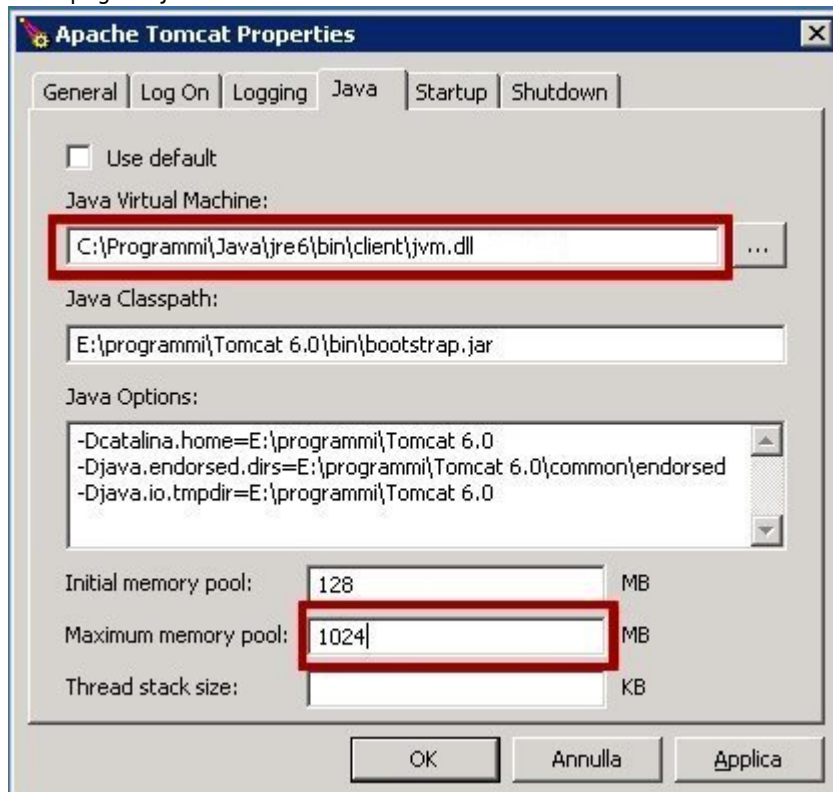 Apache Tomcat Properties
General Log On Logging Java Startup Shutdown
Use default
Java Virtual Machine:
C:\Programmi\Java\jre6\bin\client\jvm.dll
...
Java Classpath:
E:\programmi\Tomcat 6.0\bin\bootstrap.jar
Java Options:
-Dcatalina.home=E:\programmi\Tomcat 6.0
-Djava.endorsed.dirs=E:\programmi\Tomcat 6.0\common\endorsed
-Djava.io.tmpdir=E:\programmi\Tomcat 6.0
Initial memory pool: 128 MB
Maximum memory pool: 1024 MB
Thread stack size: KB
OK Annulla Applica